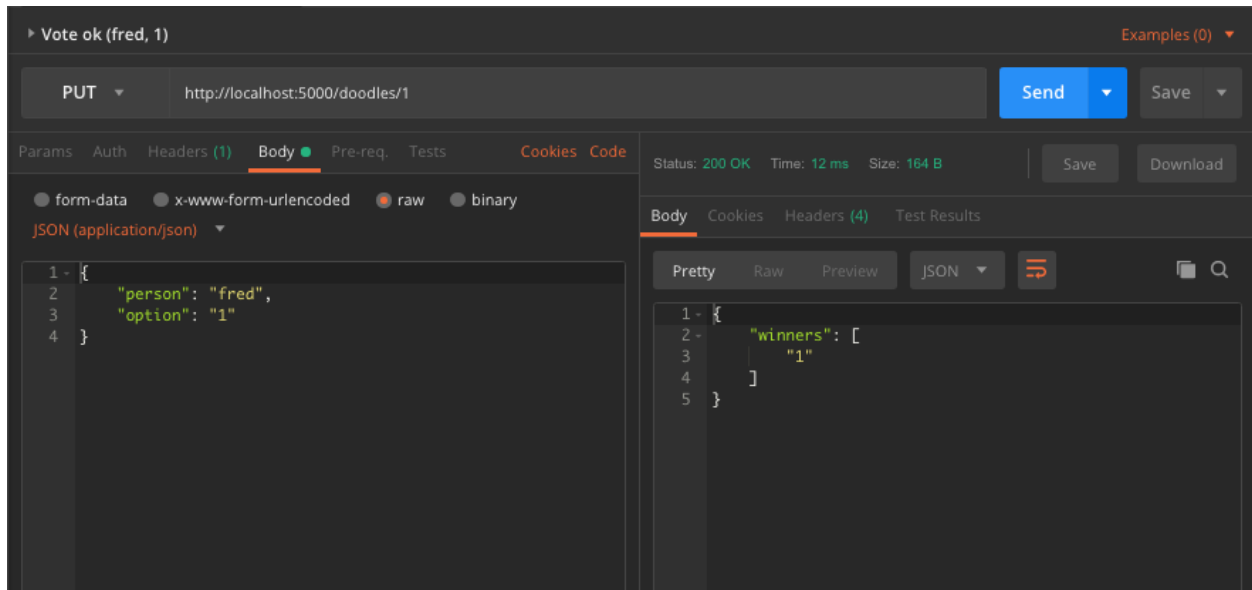 Vote ok (fred, 1)
Examples (0)
PUT
http://localhost:5000/doodles/1
Send
Save
Params Auth Headers (1) Body Pre-req. Tests Cookies Code
form-data x-www-form-urlencoded raw binary
JSON (application/json)
1 {
2 "person": "fred",
3 "option": "1"
4 }
Status: 200 OK Time: 12 ms Size: 164 B Save Download
Body Cookies Headers (4) Test Results
Pretty Raw Preview JSON
1 {
2 "winners": [
3 "1"
4 ]
5 }